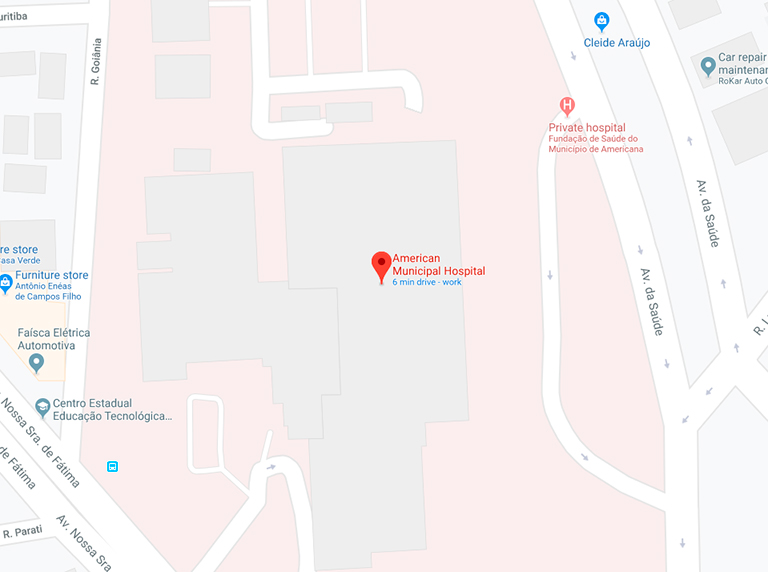 uritiba
R. Goiânia
Cleide Araújo
Car repair
maintenan
RoKar Auto C
H
Private hospital
Fundação de Saúde do
Município de Americana
Av. da Saúde
Av. da Saúde
re store
asa Verde
Furniture store
Antônio Enéas
de Campos Filho
American
Municipal Hospital
6 min drive - work
Faísca Elétrica
Automotiva
Centro Estadual
Educação Tecnológica...
Nossa Sra. de Fátima
de Fátima
R. Parati
Av. Nossa Sra
R. L